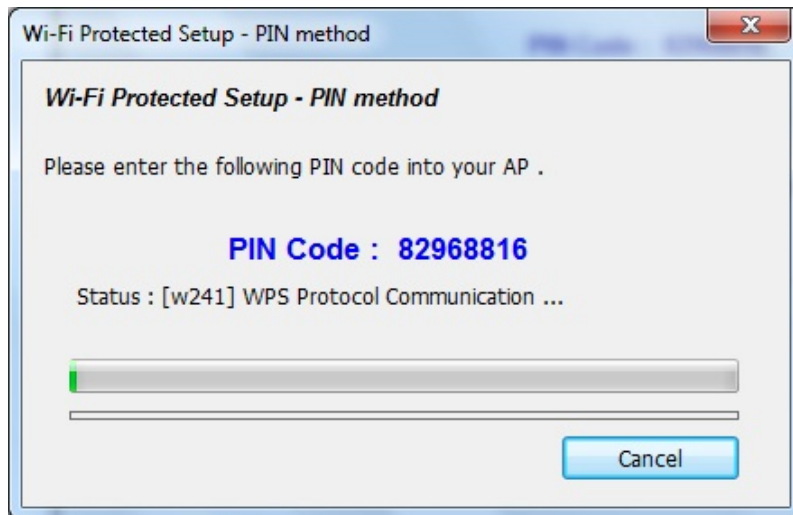 Wi-Fi Protected Setup - PIN method
Wi-Fi Protected Setup - PIN method
Please enter the following PIN code into your AP .
PIN Code : 82968816
Status : [w241] WPS Protocol Communication ...
Cancel